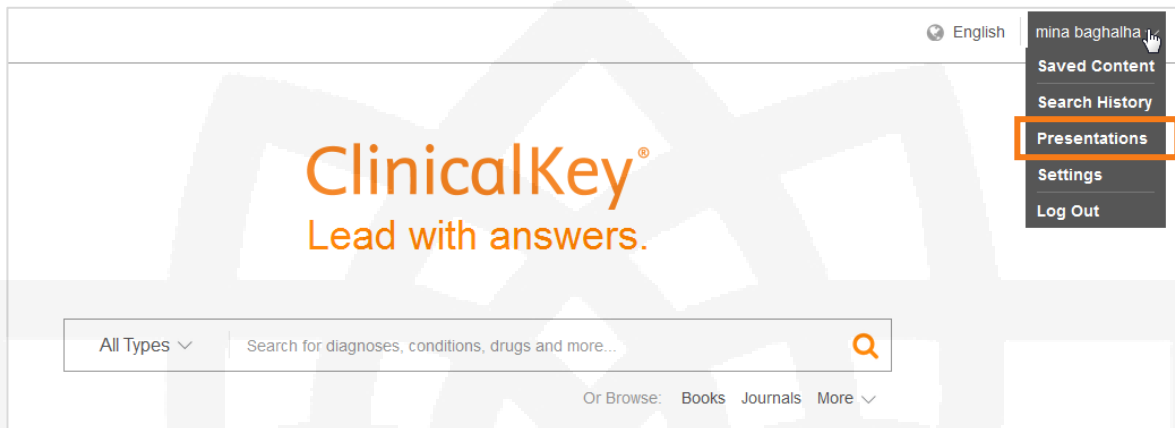 English
mina baghalha
Saved Content
Search History
Presentations
Settings
Log Out
ClinicalKey®
Lead with answers.
All Types
Search for diagnoses, conditions, drugs and more...
Or Browse: Books Journals More